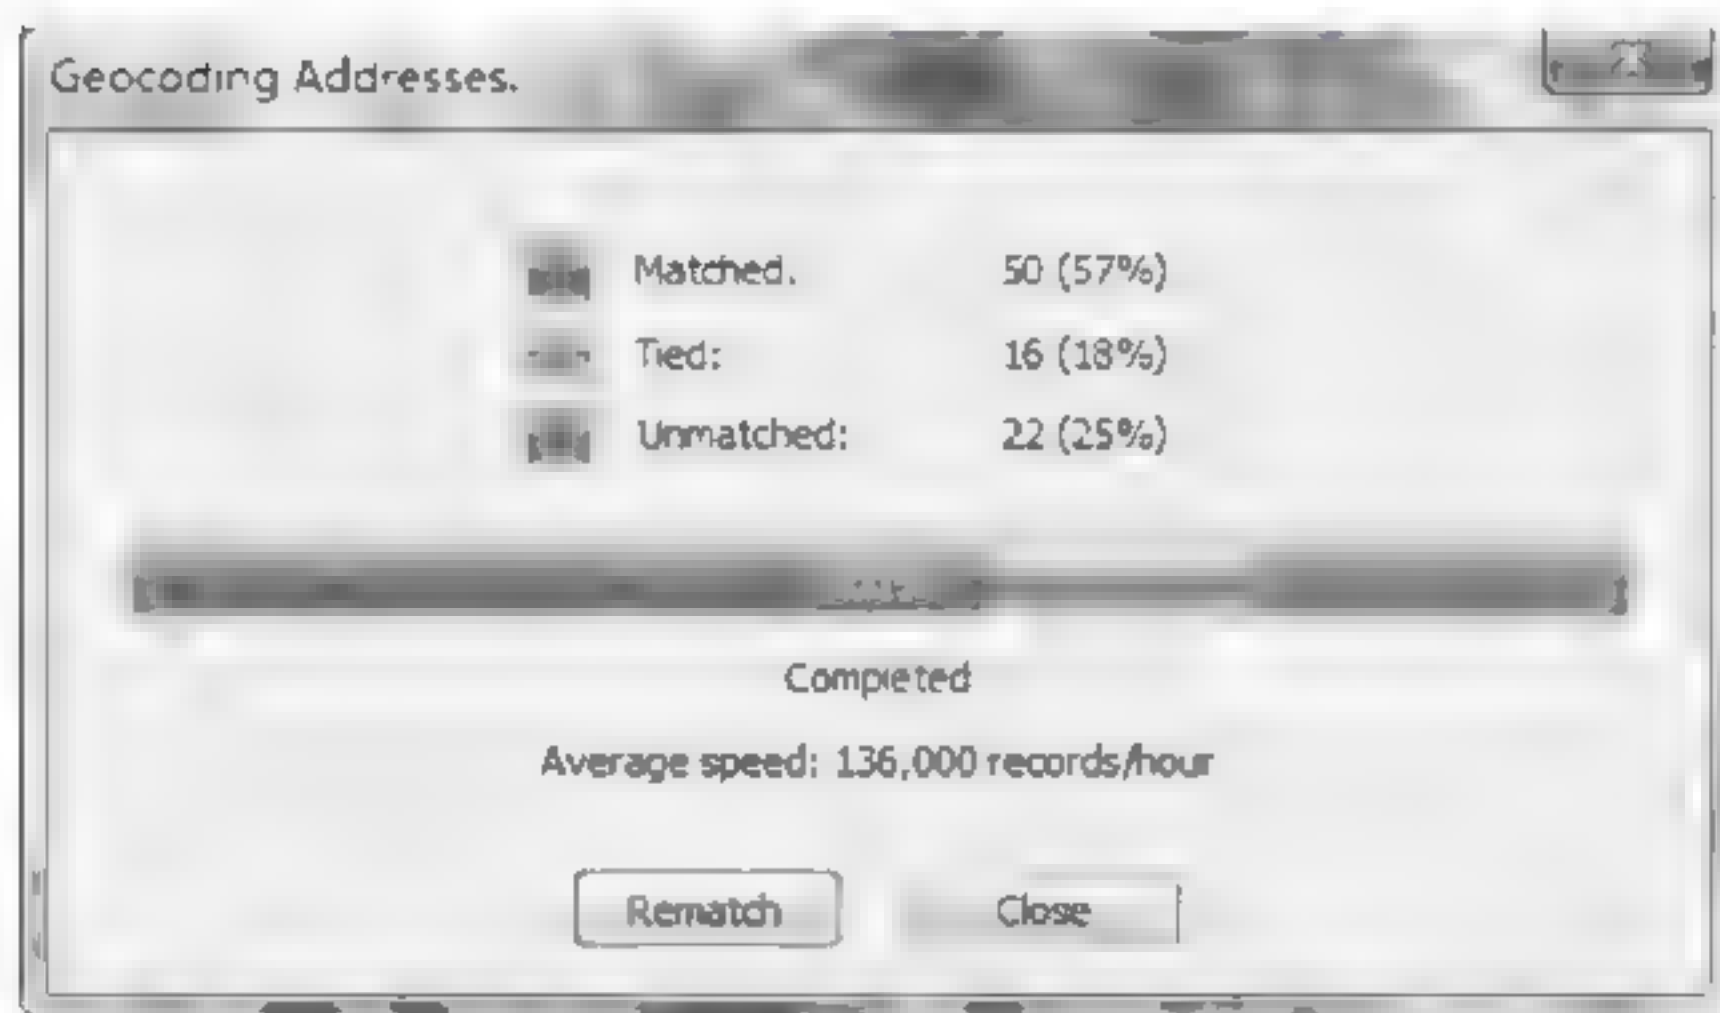 Geocoding Addresses.
Matched. 50 (57%)
Tied: 16 (18%)
Unmatched: 22 (25%)
Completed
Average speed: 136,000 records/hour
Rematch Close